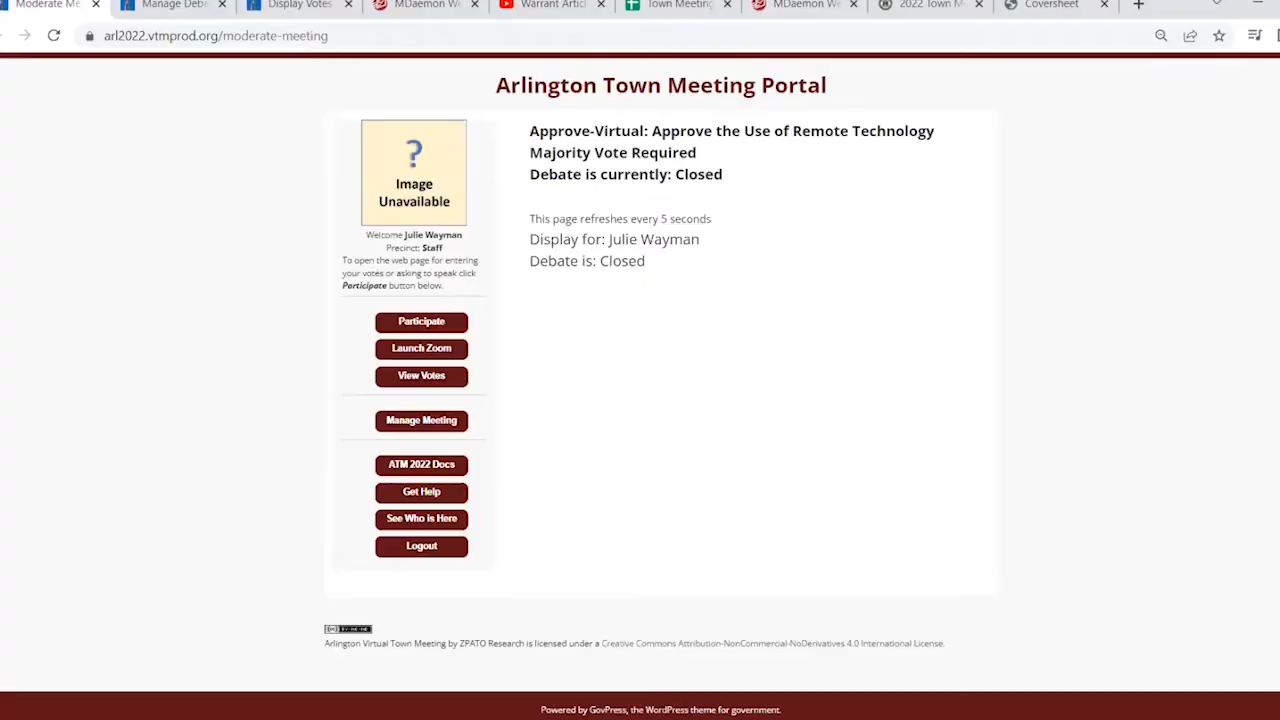 Moderate Me
Manage Deba
Display Votes
MDaemon We
Warrant Articl
Town Meeting
MDaemon We
2022 Town M
Coversheet
arl2022.vtmprod.org/moderate-meeting
Arlington Town Meeting Portal
?
Image
Unavailable
Welcome Julie Wayman
Precinct: Staff
To open the web page for entering
your votes or asking to speak click
Participate button below.
Participate
Launch Zoom
View Votes
Manage Meeting
ATM 2022 Docs
Get Help
See Who is Here
Logout
Approve-Virtual: Approve the Use of Remote Technology
Majority Vote Required
Debate is currently: Closed
This page refreshes every 5 seconds
Display for: Julie Wayman
Debate is: Closed
Arlington Virtual Town Meeting by ZPATO Research is licensed under a Creative Commons Attribution-NonCommercial-NoDerivatives 4.0 International License.
Powered by GovPress, the WordPress theme for government.